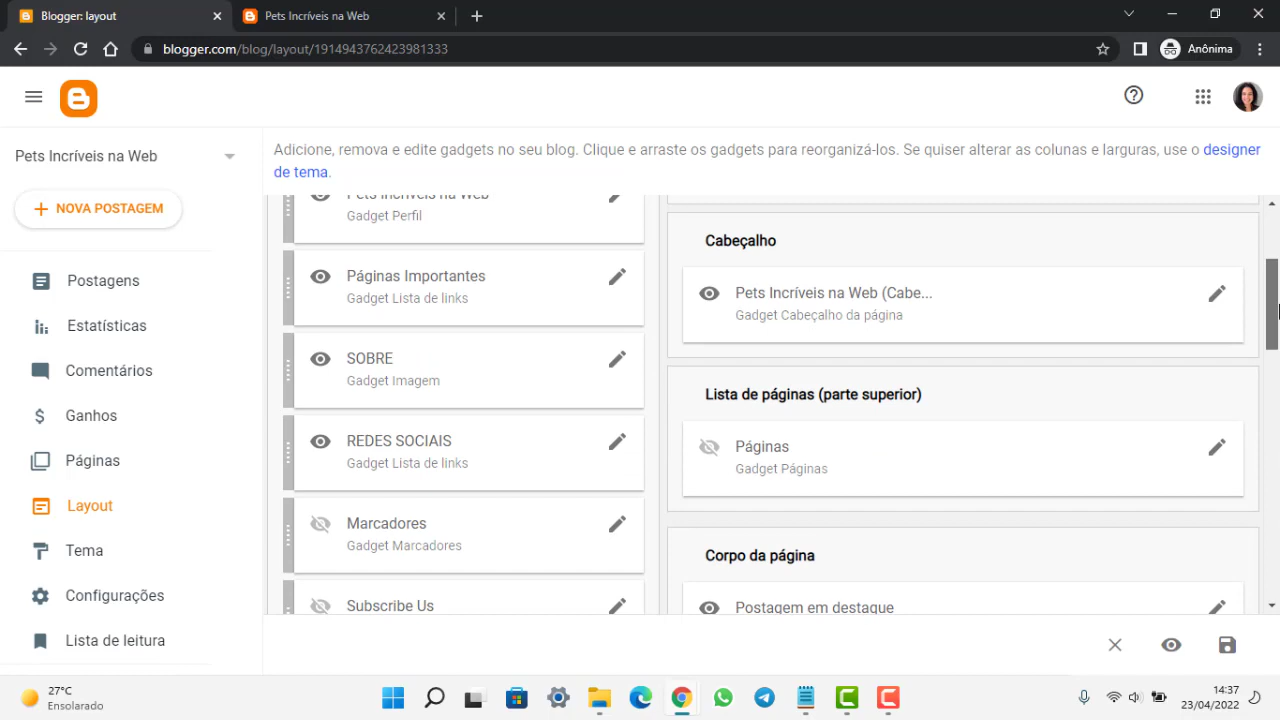 Blogger: layout
Pets Incríveis na Web
blogger.com/blog/layout/1914943762423981333
Anônima
Pets Incríveis na Web
NOVA POSTAGEM
Postagens
Estatísticas
Comentários
Ganhos
Páginas
Layout
Tema
Configurações
Lista de leitura
Adicione, remova e edite gadgets no seu blog. Clique e arraste os gadgets para reorganizá-los. Se quiser alterar as colunas e larguras, use o designer
de tema.
Pets Incríveis na Web
Gadget Perfil
Páginas Importantes
Gadget Lista de links
SOBRE
Gadget Imagem
REDES SOCIAIS
Gadget Lista de links
Marcadores
Gadget Marcadores
Subscribe Us
Cabeçalho
Pets Incríveis na Web (Cabe...
Gadget Cabeçalho da página
Lista de páginas (parte superior)
Páginas
Gadget Páginas
Corpo da página
Postagem em destaque
27°C
Ensolarado
14:37
23/04/2022